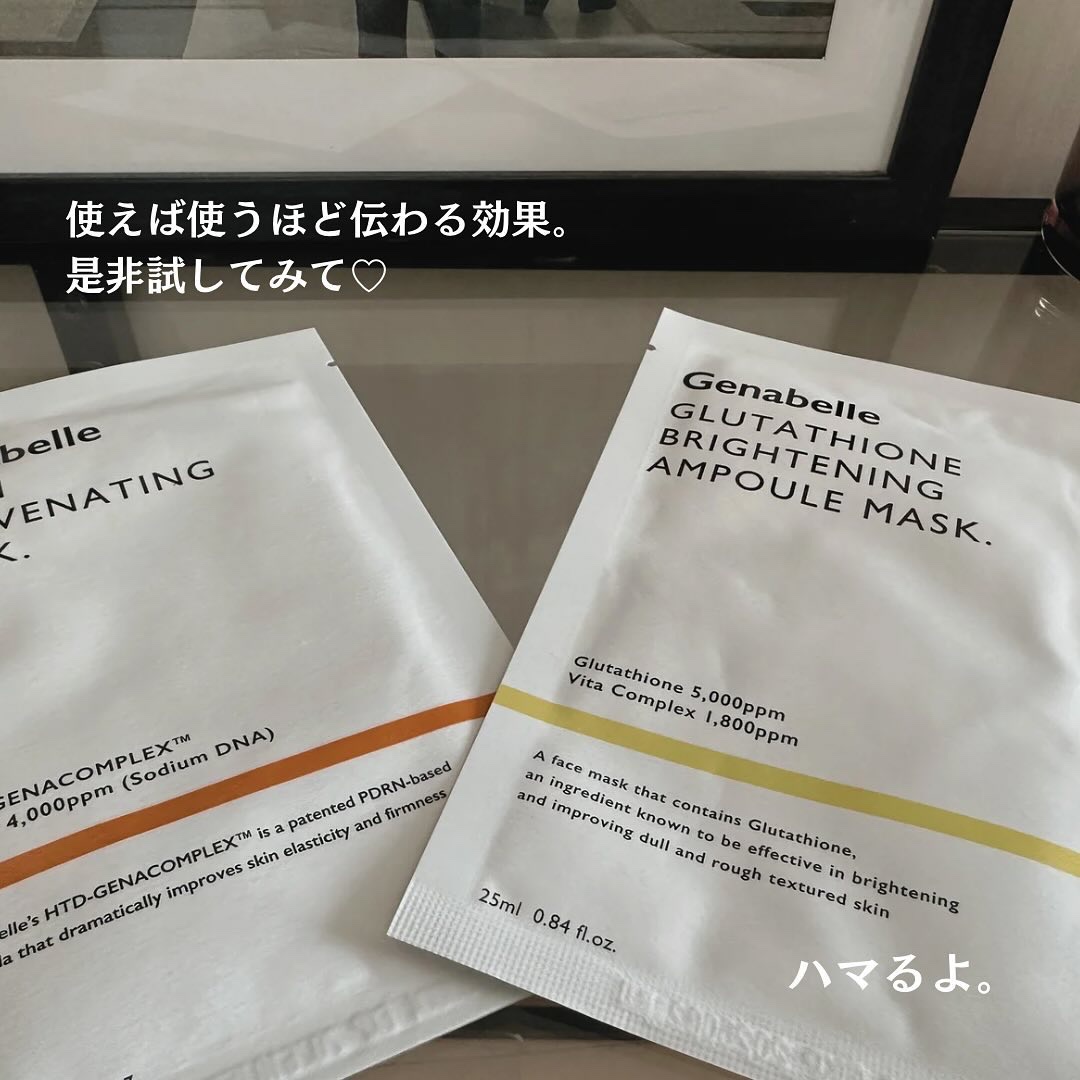 使えば使うほど伝わる効果。
是非試してみて♡
belle
VENATING
K.
GENACOMPLEX™
4,000ppm (Sodium DNA)
elle's HTD-GENACOMPLEX™ is a patented PDRN-based
la that dramatically improves skin elasticity and firmness
Genabelle
GLUTATHIONE
BRIGHTENING
AMPOULE MASK.
Glutathione 5,000ppm
Vita Complex 1,800ppm
A face mask that contains Glutathione,
an ingredient known to be effective in brightening
and improving dull and rough textured skin
25ml 0.84 fl.oz.
ハマるよ。